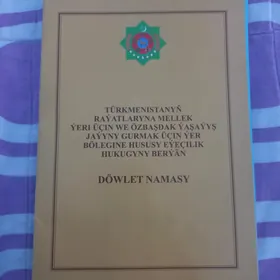 TÜRKMENISTANYŇ
RAÝATLARYNA MELLEK
ÝERI ÜÇIN WE ÖZBAŞDAK ÝAŞAÝYŞ
JAÝYNY GURMAK ÜÇIN ÝER
BÖLEGINE HUSUSY EÝEÇILIK
HUKUGYNY BERÝÄN
DÖWLET NAMASY